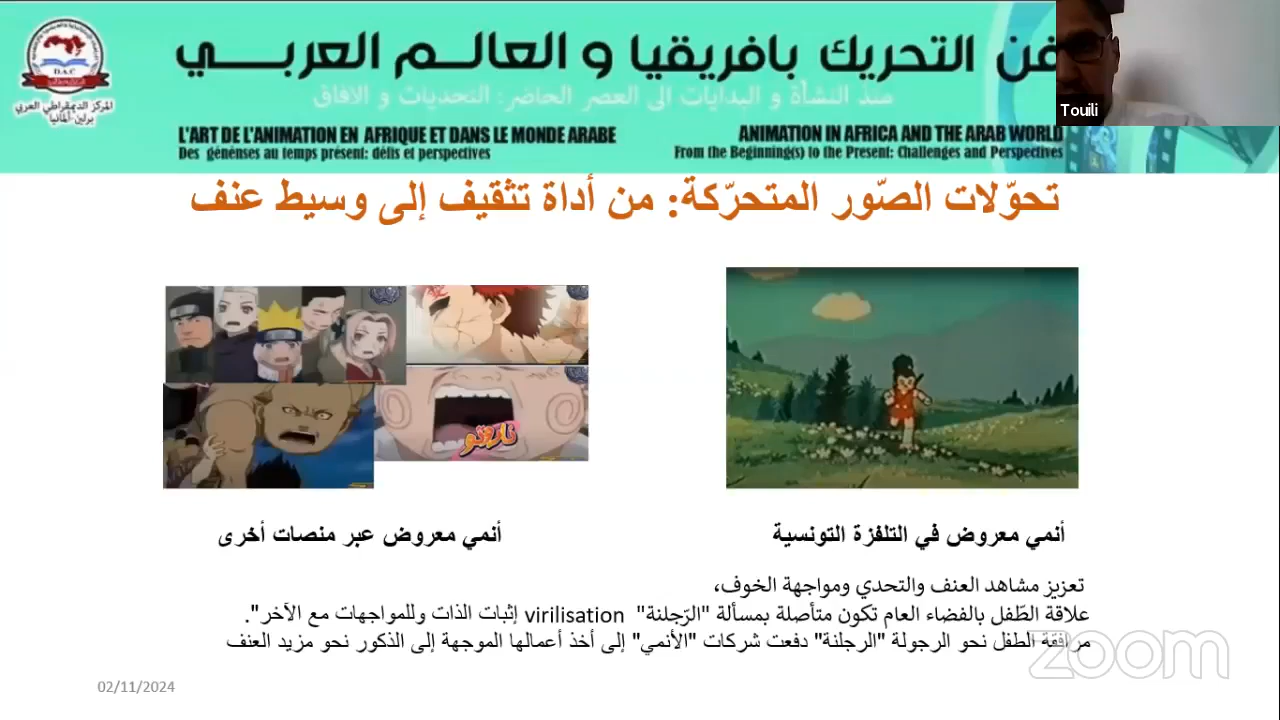 فن التحريك بافريقيا و العالم العربي
منذ النشأة و البدايات الى العصر الحاضر: التحديات و الآفاق
D.A.C
المركز الديمقراطي العربي
برلين-ألمانيا
L'ART DE L'ANIMATION EN AFRIQUE ET DANS LE MONDE ARABE
Des génénses au temps présent: délis et perspectives
ANIMATION IN AFRICA AND THE ARAB WORLD
From the Beginning(s) to the Present: Challenges and Perspectives
Touili
تحوّلات الصّور المتحرّكة: من أداة تثقيف إلى وسيط عنف
ناروتو
أنمي معروض في التلفزة التونسية
أنمي معروض عبر منصات أخرى
تعزيز مشاهد العنف والتحدي ومواجهة الخوف،
علاقة الطّفل بالفضاء العام تكون متأصلة بمسألة "الرّجلنة" virilisation إثبات الذات وللمواجهات مع الآخر".
مرافقة الطفل نحو الرجولة "الرجلنة" دفعت شركات "الأنمي" إلى أخذ أعمالها الموجهة إلى الذكور نحو مزيد العنف
zoom
02/11/2024